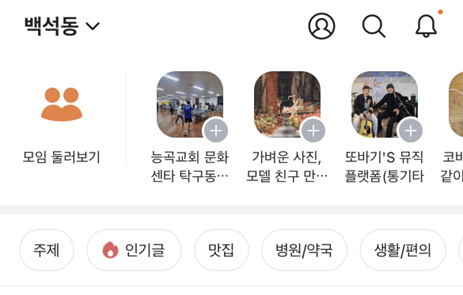 백석동
모임 둘러보기
능곡교회 문화
센타 탁구동…
가벼운 사진,
모델 친구 만…
또바기'S 뮤직
플랫폼(통기타
코바
같이
주제
인기글
맛집
병원/약국
생활/편의